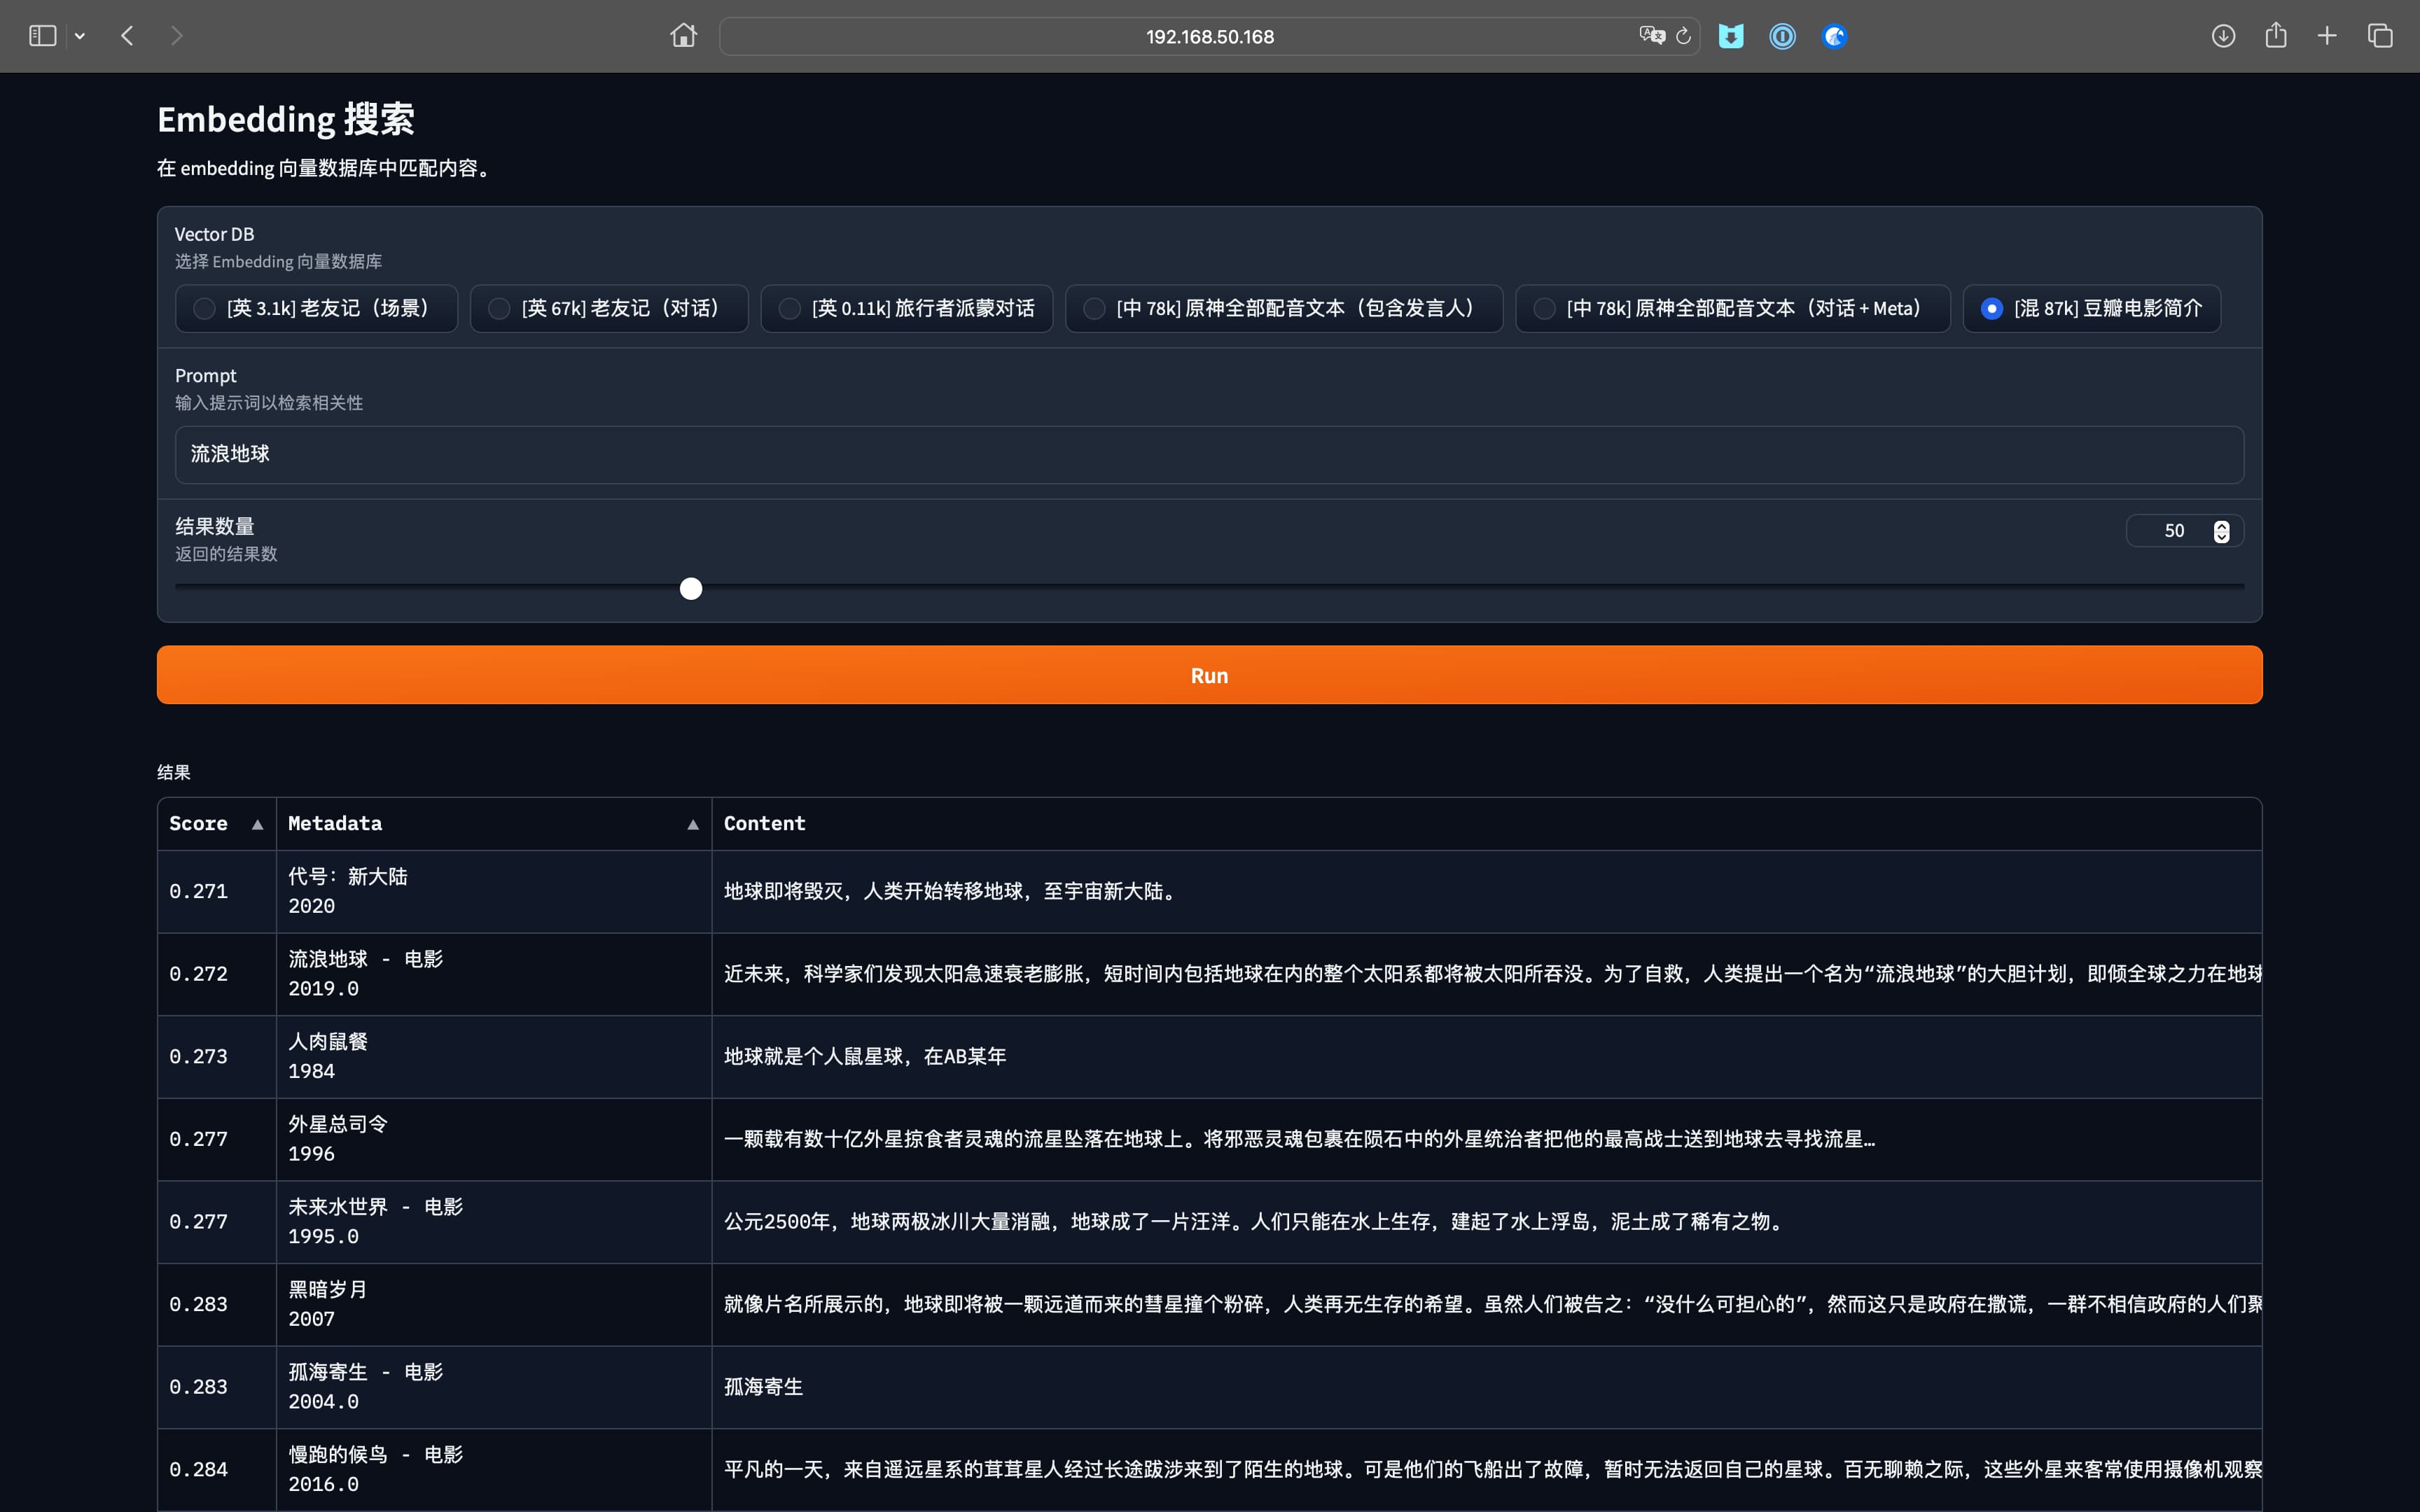 192.168.50.168
Embedding 搜索
在 embedding 向量数据库中匹配内容。
Vector DB
选择 Embedding 向量数据库
[英 3.1k] 老友记（场景）
[英 67k] 老友记（对话）
[英 0.11k] 旅行者派蒙对话
[中 78k] 原神全部配音文本（包含发言人）
[中 78k] 原神全部配音文本（对话 + Meta）
[混 87k] 豆瓣电影简介
Prompt
输入提示词以检索相关性
流浪地球
结果数量
50
返回的结果数
Run
结果
Score
Metadata
Content
0.271
代号：新大陆
2020
地球即将毁灭，人类开始转移地球，至宇宙新大陆。
0.272
流浪地球 - 电影
2019.0
近未来，科学家们发现太阳急速衰老膨胀，短时间内包括地球在内的整个太阳系都将被太阳所吞没。为了自救，人类提出一个名为“流浪地球”的大胆计划，即倾全球之力在地球
0.273
人肉鼠餐
1984
地球就是个人鼠星球，在AB某年
0.277
外星总司令
1996
一颗载有数十亿外星掠食者灵魂的流星坠落在地球上。将邪恶灵魂包裹在陨石中的外星统治者把他的最高战士送到地球去寻找流星…
0.277
未来水世界 - 电影
1995.0
公元2500年，地球两极冰川大量消融，地球成了一片汪洋。人们只能在水上生存，建起了水上浮岛，泥土成了稀有之物。
0.283
黑暗岁月
2007
就像片名所展示的，地球即将被一颗远道而来的彗星撞个粉碎，人类再无生存的希望。虽然人们被告之：“没什么可担心的”，然而这只是政府在撒谎，一群不相信政府的人们聚
0.283
孤海寄生 - 电影
2004.0
孤海寄生
0.284
慢跑的候鸟 - 电影
2016.0
平凡的一天，来自遥远星系的茸茸星人经过长途跋涉来到了陌生的地球。可是他们的飞船出了故障，暂时无法返回自己的星球。百无聊赖之际，这些外星来客常使用摄像机观察